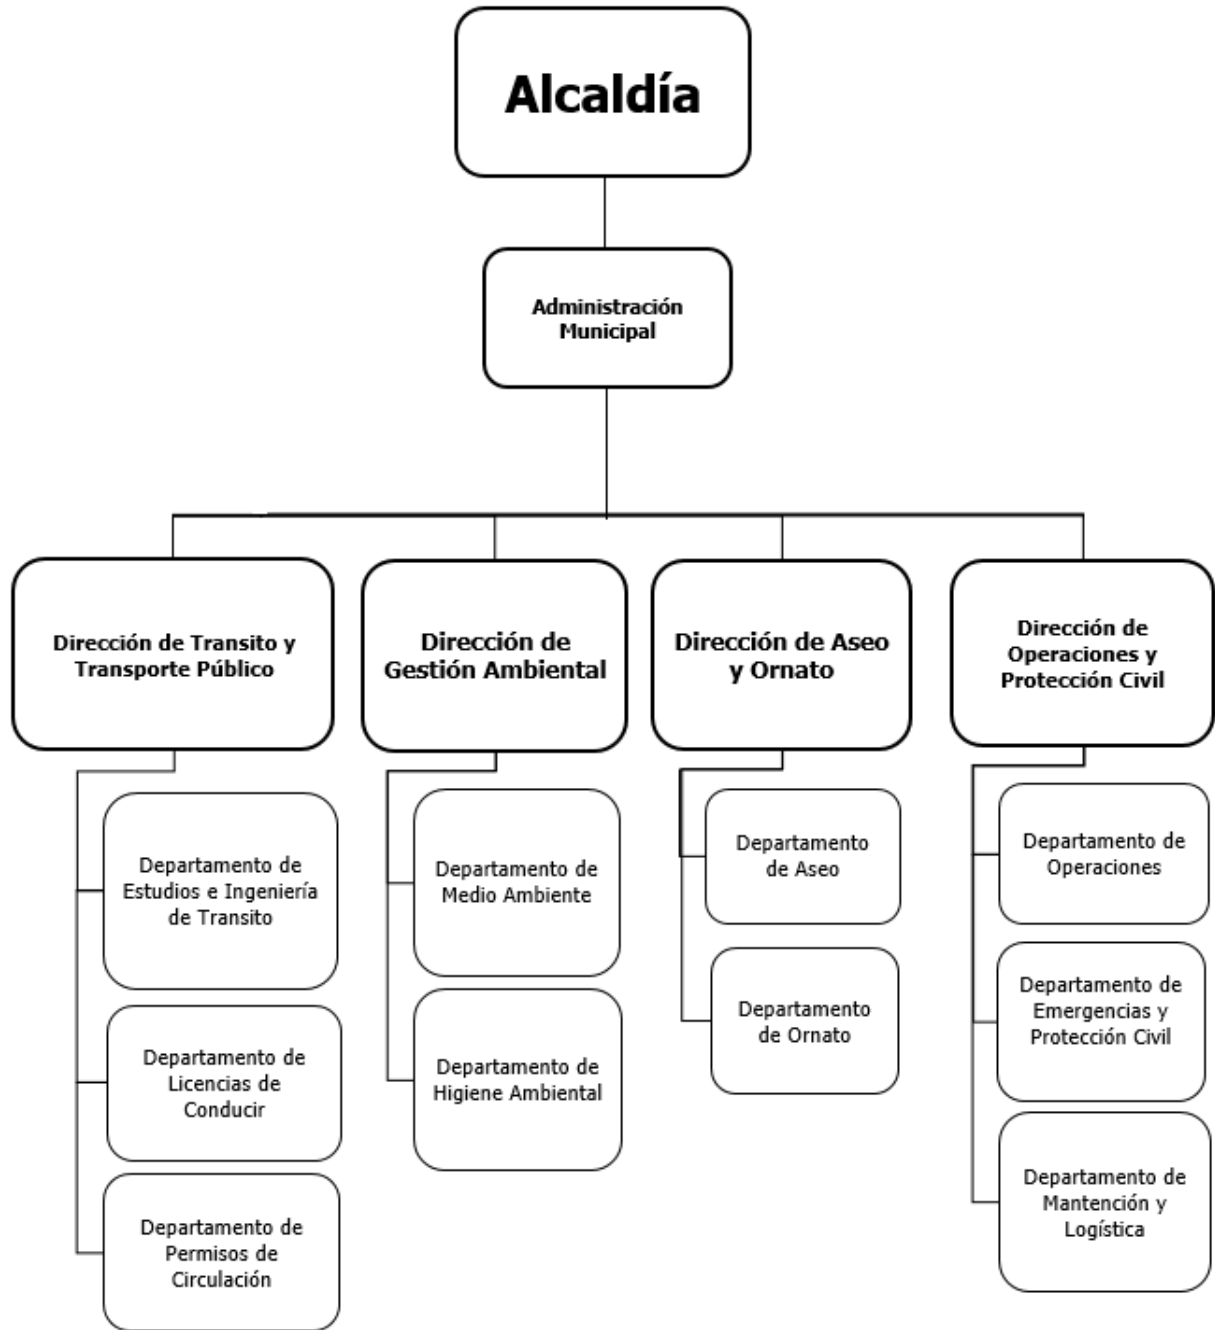 Alcaldía
Administración
Municipal
Dirección de Transito y
Transporte Público
Dirección de
Gestión Ambiental
Dirección de Aseo
y Ornato
Dirección de
Operaciones y
Protección Civil
Departamento de
Estudios e Ingeniería
de Transito
Departamento de
Licencias de
Conducir
Departamento de
Permisos de
Circulación
Departamento de
Medio Ambiente
Departamento de
Higiene Ambiental
Departamento
de Aseo
Departamento
de Ornato
Departamento de
Operaciones
Departamento de
Emergencias y
Protección Civil
Departamento de
Mantención y
Logística